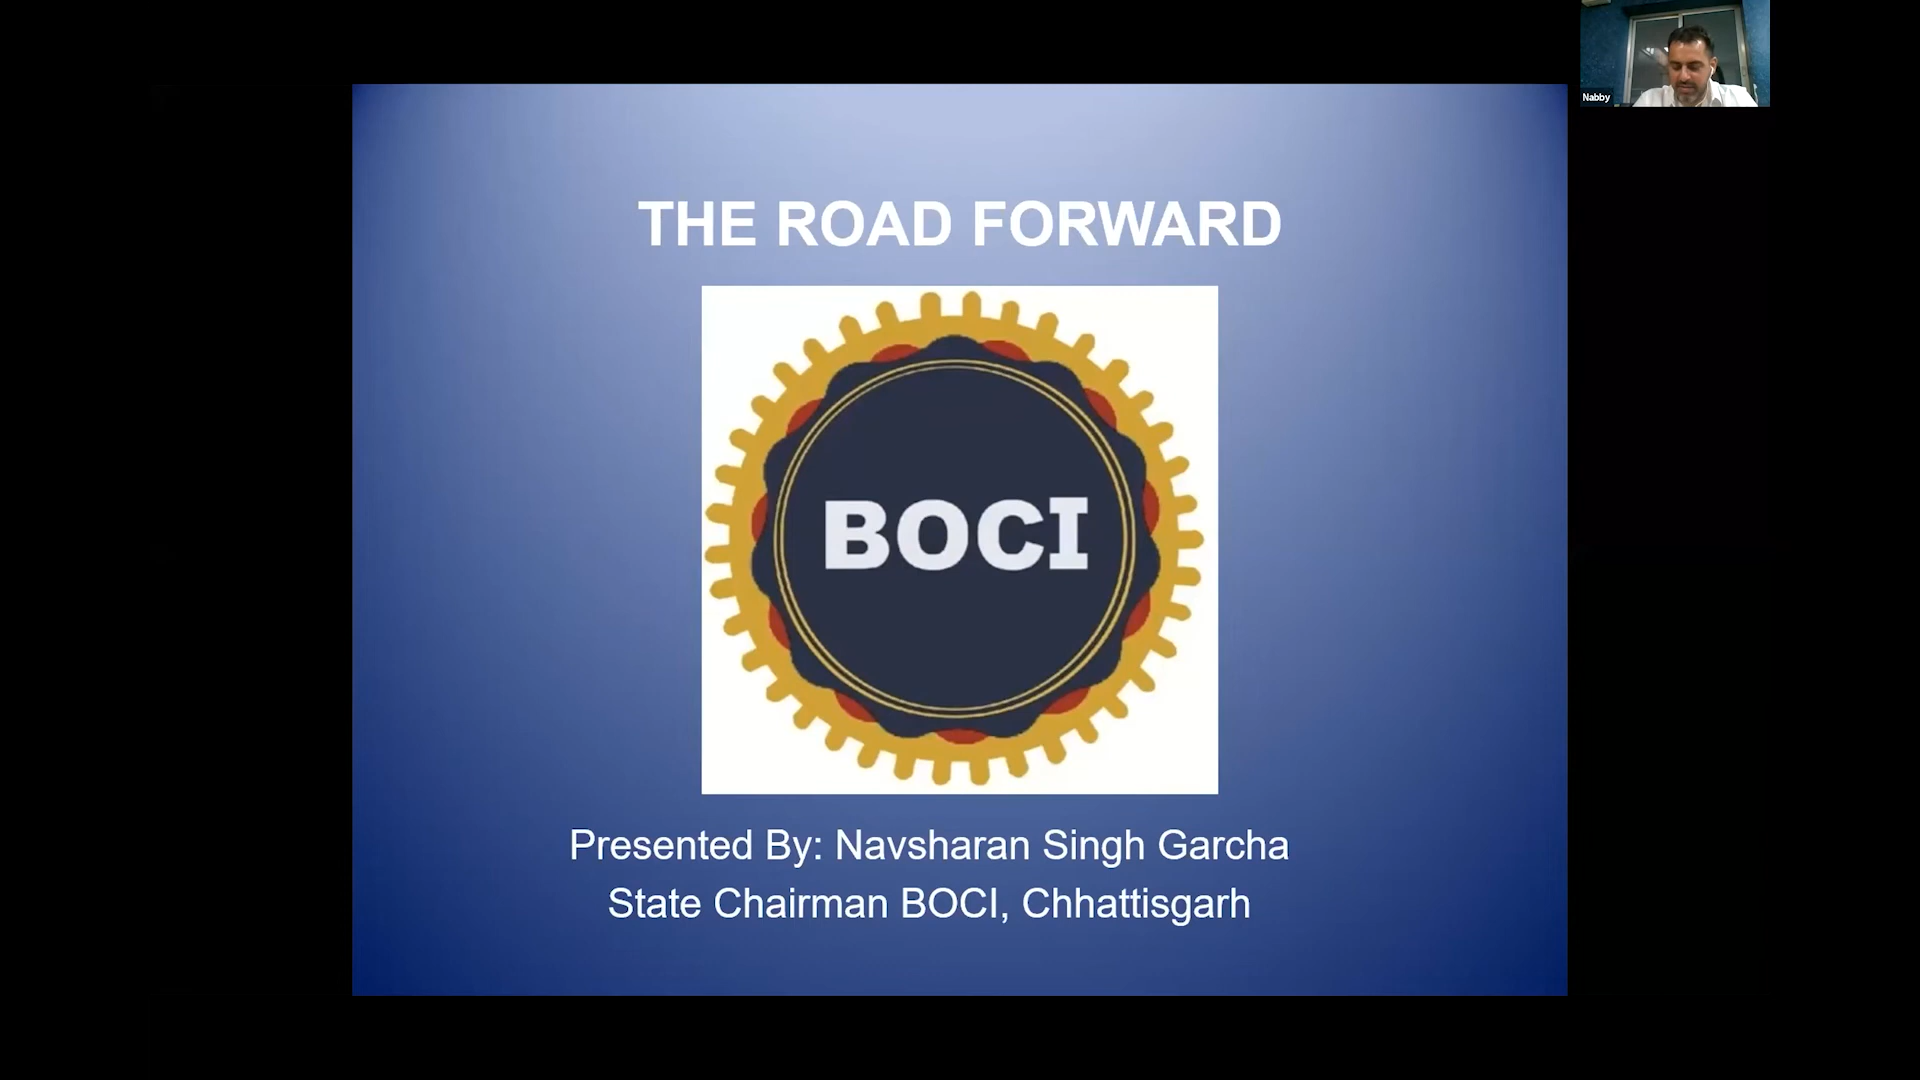 Nabby
THE ROAD FORWARD
BOCI
Presented By: Navsharan Singh Garcha
State Chairman BOCI, Chhattisgarh